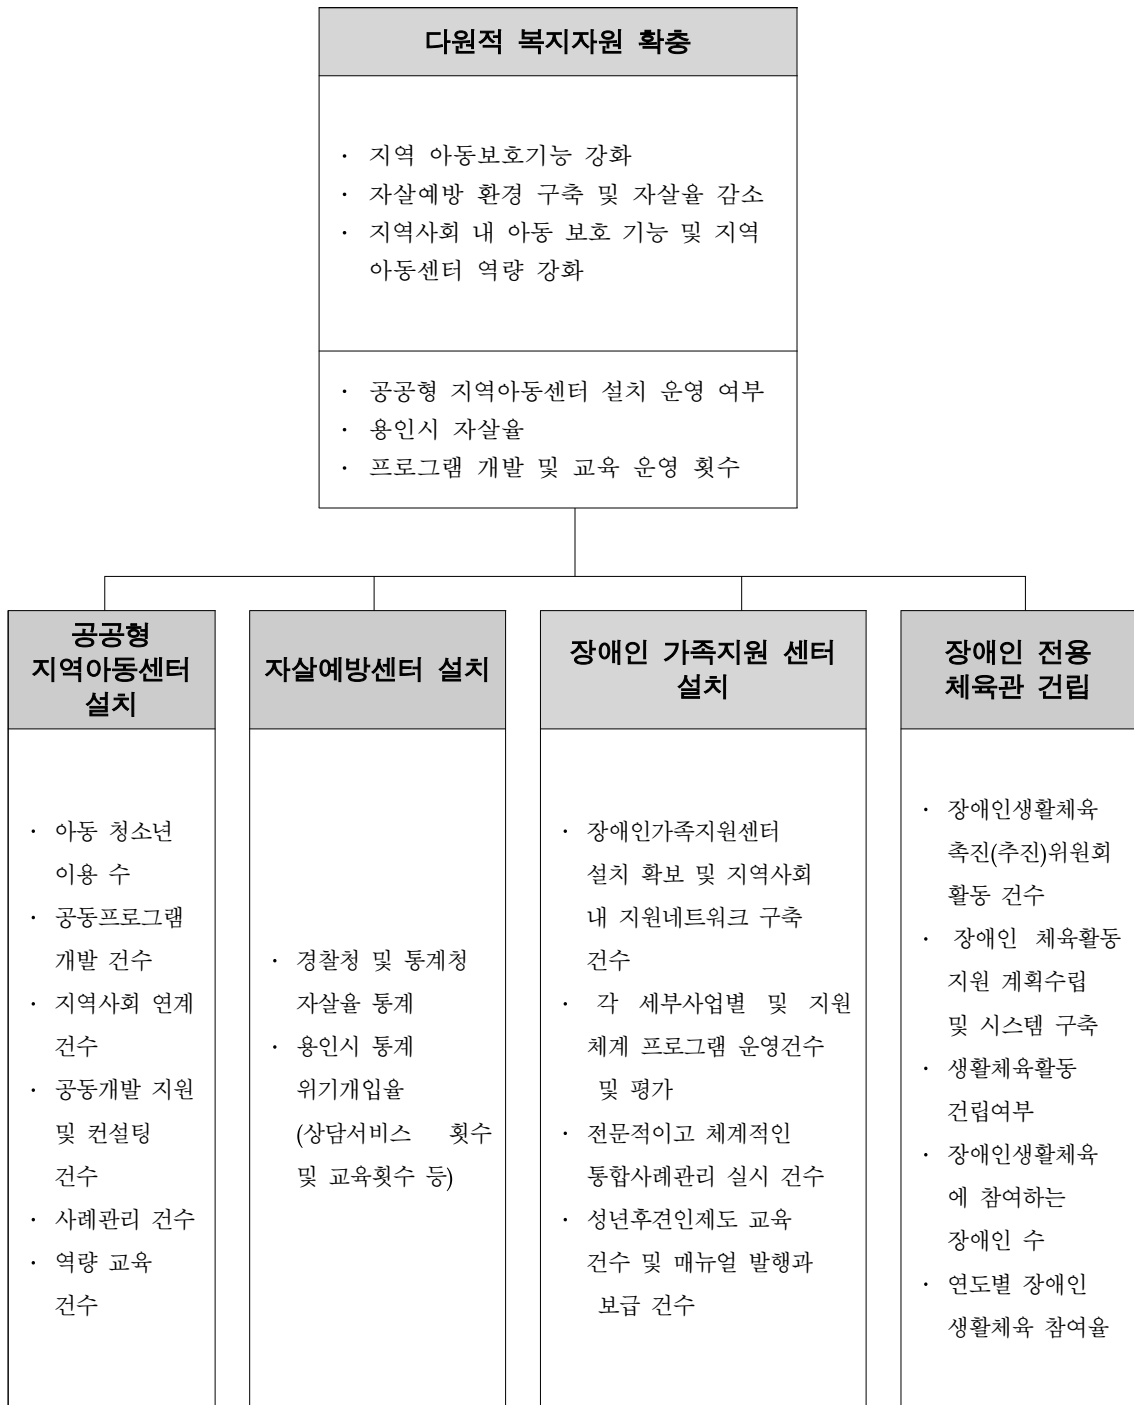 다원적 복지자원 확충
· 지역 아동보호기능 강화
· 자살예방 환경 구축 및 자살율 감소
· 지역사회 내 아동 보호 기능 및 지역
아동센터 역량 강화
· 공공형 지역아동센터 설치 운영 여부
· 용인시 자살율
· 프로그램 개발 및 교육 운영 횟수
공공형
지역아동센터
설치
· 아동 청소년
이용 수
· 공동프로그램
개발 건수
· 지역사회 연계
건수
· 공동개발 지원
및 컨설팅
건수
· 사례관리 건수
· 역량 교육
건수
자살예방센터 설치
· 경찰청 및 통계청
자살율 통계
· 용인시 통계
위기개입율
(상담서비스 횟수
및 교육횟수 등)
장애인 가족지원 센터
설치
· 장애인가족지원센터
설치 확보 및 지역사회
내 지원네트워크 구축
건수
· 각 세부사업별 및 지원
체계 프로그램 운영건수
및 평가
· 전문적이고 체계적인
통합사례관리 실시 건수
· 성년후견인제도 교육
건수 및 매뉴얼 발행과
보급 건수
장애인 전용
체육관 건립
· 장애인생활체육
촉진(추진)위원회
활동 건수
· 장애인 체육활동
지원 계획수립
및 시스템 구축
· 생활체육활동
건립여부
· 장애인생활체육
에 참여하는
장애인 수
· 연도별 장애인
생활체육 참여율